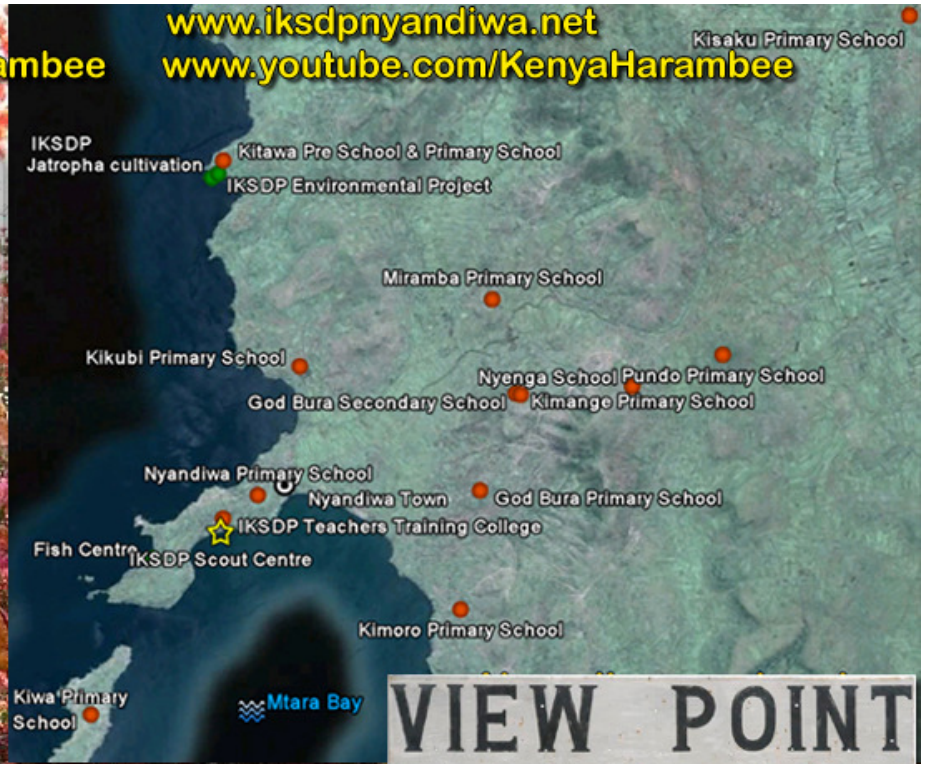 www.iksdpnyandiwa.net
Kisaku Primary School
ambee www.youtube.com/KenyaHarambee
IKSDP
Jatropha cultivation
Kitawa Pre School & Primary School
IKSDP Environmental Project
Miramba Primary School
Kikubi Primary School
Nyenga School
Pundo Primary School
God Bura Secondary School
Kimange Primary School
Nyandiwa Primary School
Nyandiwa Town
God Bura Primary School
IKSDP Teachers Training College
Fish Centre
IKSDP Scout Centre
Kimoro Primary School
Kiwa Primary
School
Mtara Bay
VIEW POINT